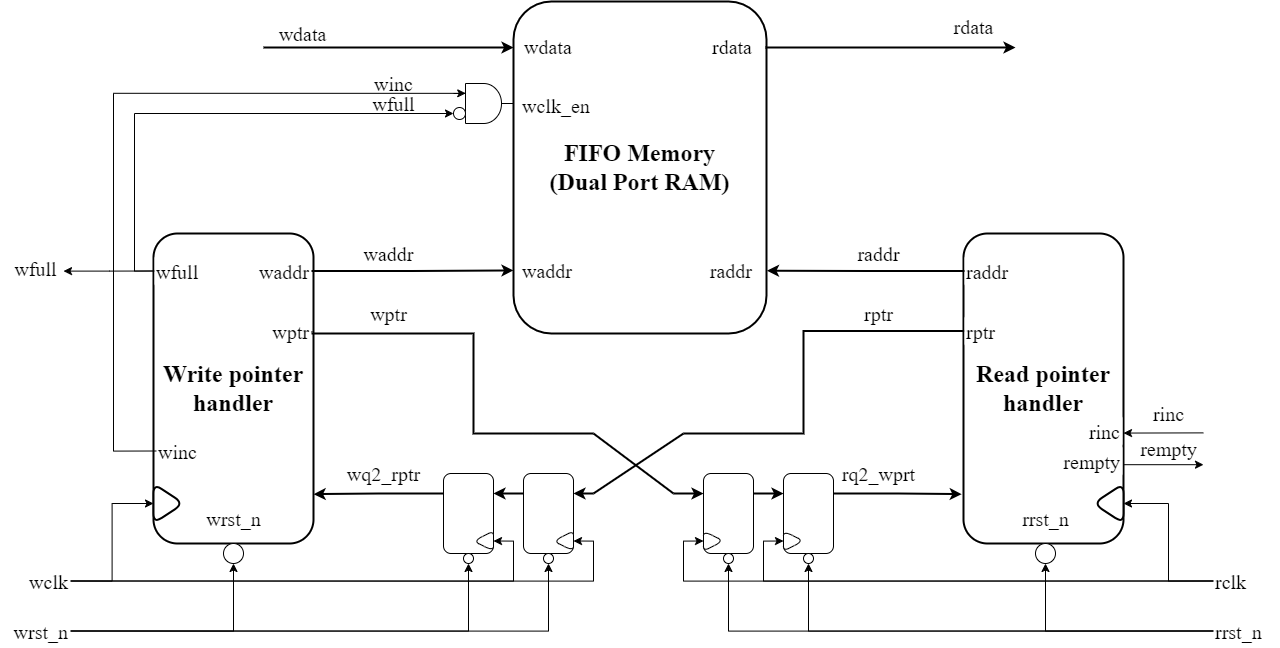 wdata
rdata
wdata
rdata
winc
wfull
wclk_en
FIFO Memory
(Dual Port RAM)
wfull
wfull
waddr
waddr
waddr
raddr
raddr
raddr
wptr
wptr
rptr
rptr
Write pointer
handler
Read pointer
handler
rinc
rinc
winc
rempty
rempty
wq2_rptr
rq2_wprt
wrst_n
rrst_n
wclk
rclk
wrst_n
rrst_n